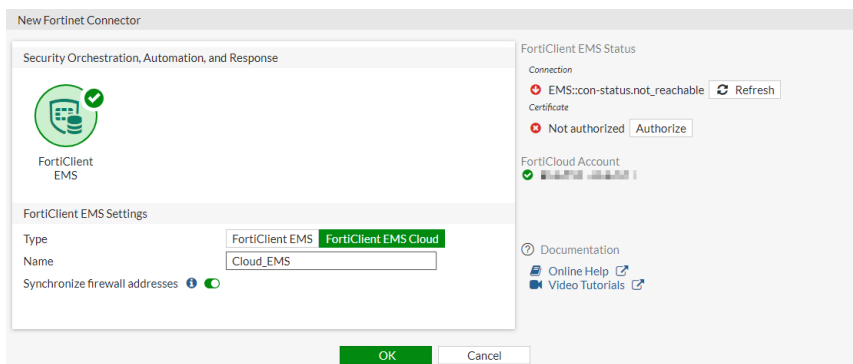 New Fortinet Connector
Security Orchestration, Automation, and Response
FortiClient
EMS
FortiClient EMS Settings
Type FortiClient EMS FortiClient EMS Cloud
Name Cloud_EMS
Synchronize firewall addresses
OK Cancel
FortiClient EMS Status
Connection
EMS::con-status.not_reachable Refresh
Certificate
Not authorized Authorize
FortiCloud Account
Documentation
Online Help
Video Tutorials